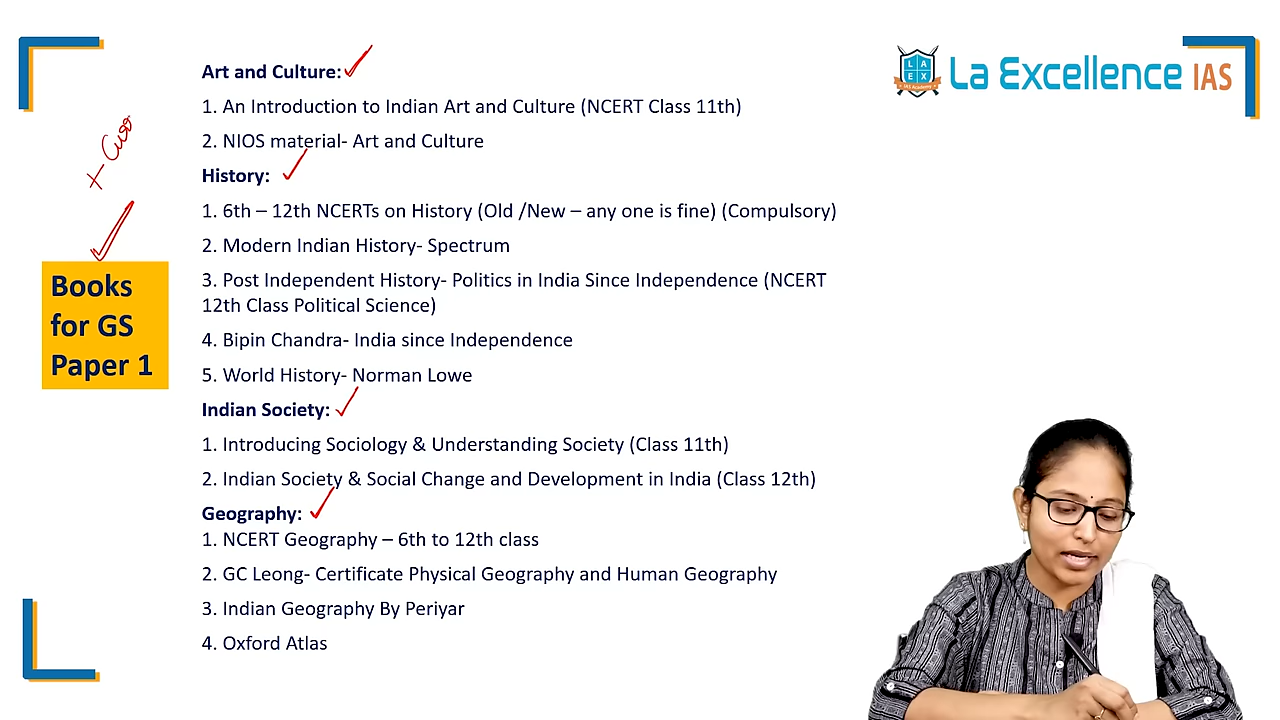 Art and Culture:
1. An Introduction to Indian Art and Culture (NCERT Class 11th)
2. NIOS material- Art and Culture
History:
1. 6th – 12th NCERTs on History (Old /New – any one is fine) (Compulsory)
2. Modern Indian History- Spectrum
3. Post Independent History- Politics in India Since Independence (NCERT
12th Class Political Science)
4. Bipin Chandra- India since Independence
5. World History- Norman Lowe
Indian Society:
1. Introducing Sociology & Understanding Society (Class 11th)
2. Indian Society & Social Change and Development in India (Class 12th)
Geography:
1. NCERT Geography – 6th to 12th class
2. GC Leong- Certificate Physical Geography and Human Geography
3. Indian Geography By Periyar
4. Oxford Atlas
Books
for GS
Paper 1
LA
EX
La Excellence IAS